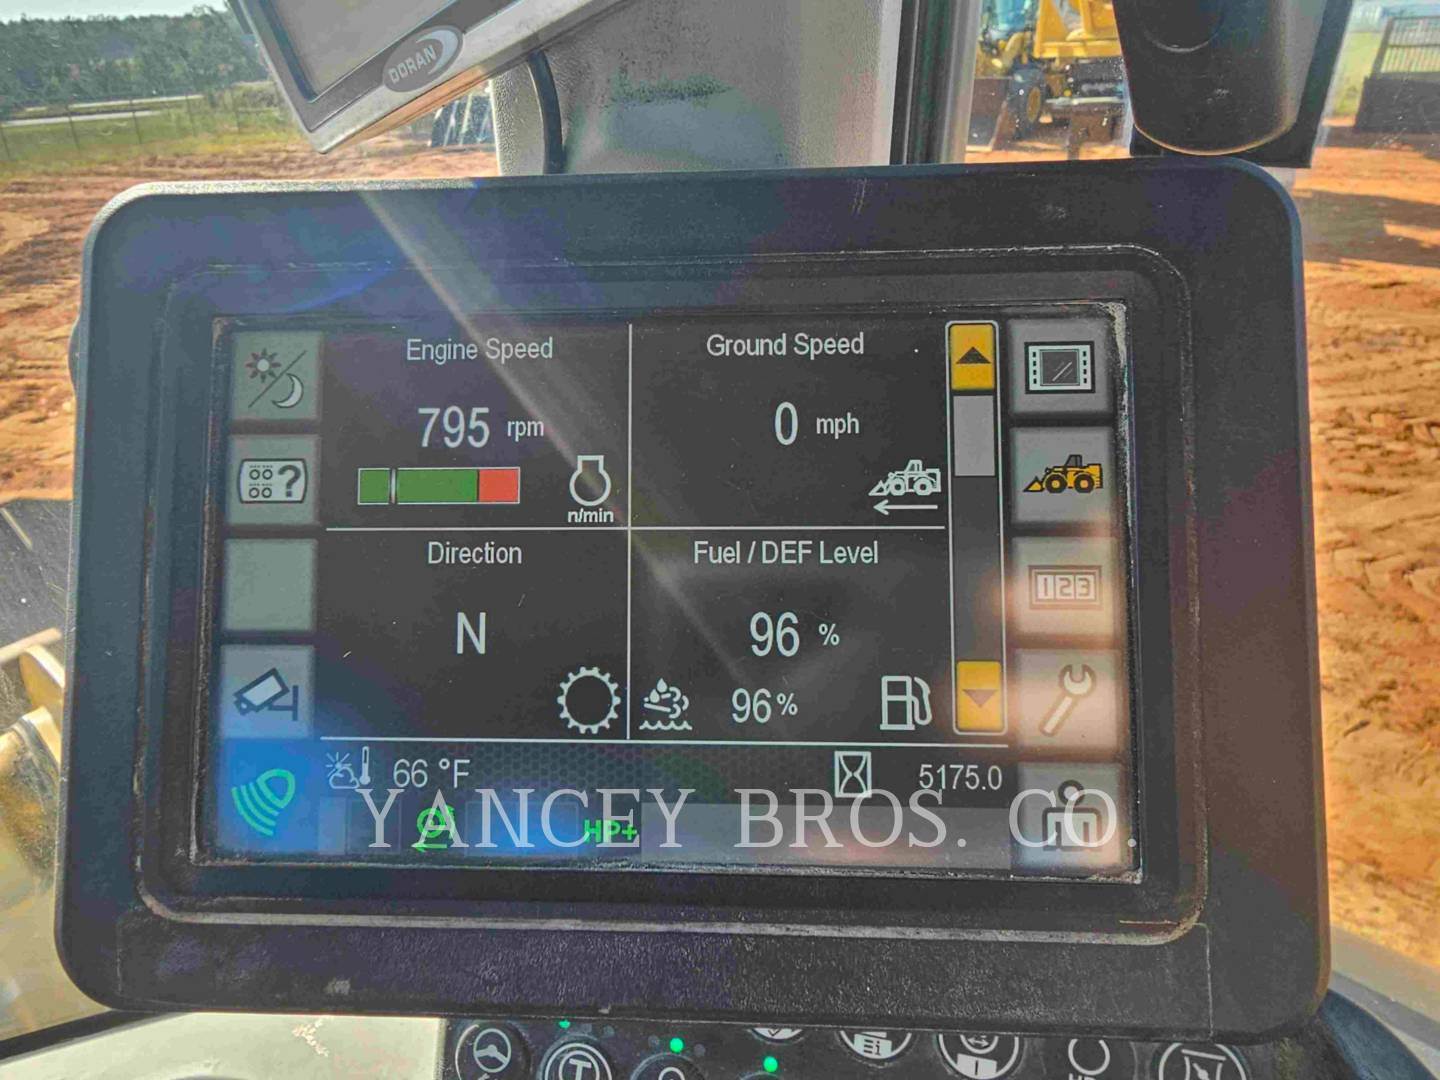 DORAN
Engine Speed
Ground Speed
795 rpm
0 mph
n/min
Direction
Fuel / DEF Level
N
96 %
96%
123
66 °F
5175.0
HP+
YANCEY BROS. CO.
?
T